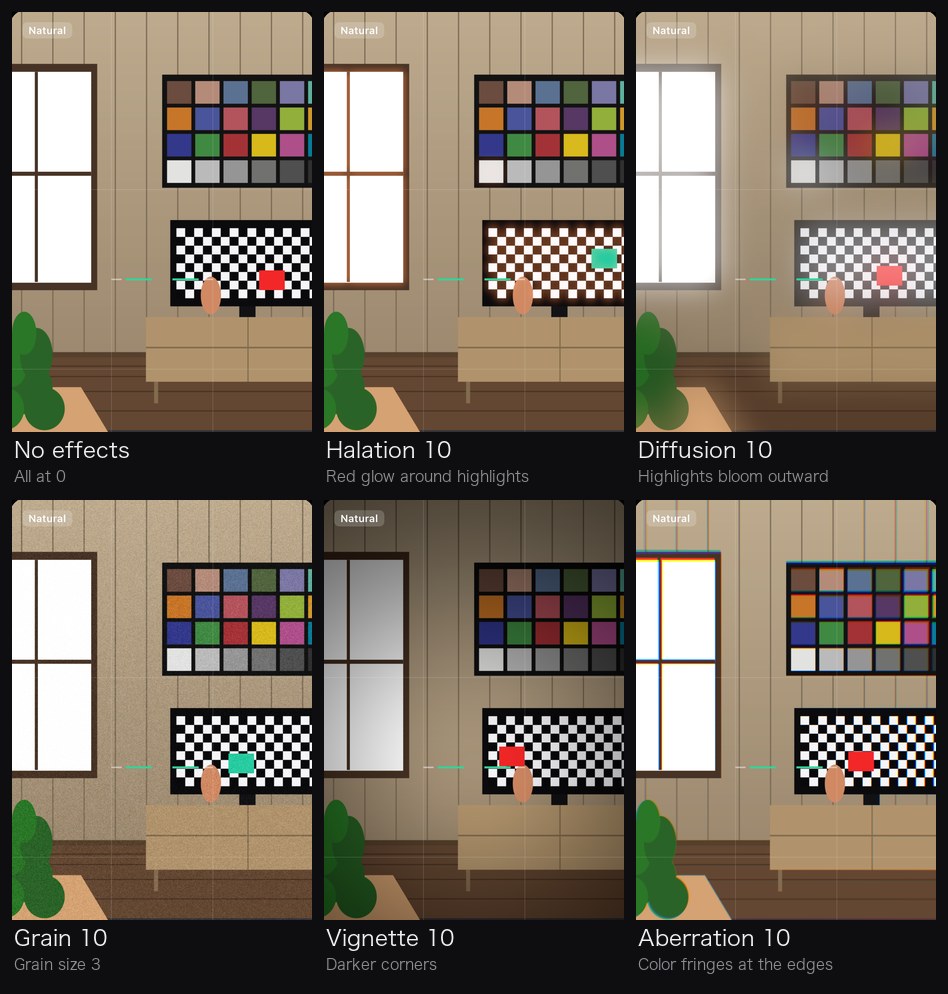 Natural
Natural
Natural
No effects
Halation 10
Diffusion 10
All at 0
Red glow around highlights
Highlights bloom outward
Natural
Natural
Natural
Grain 10
Vignette 10
Aberration 10
Grain size 3
Darker corners
Color fringes at the edges